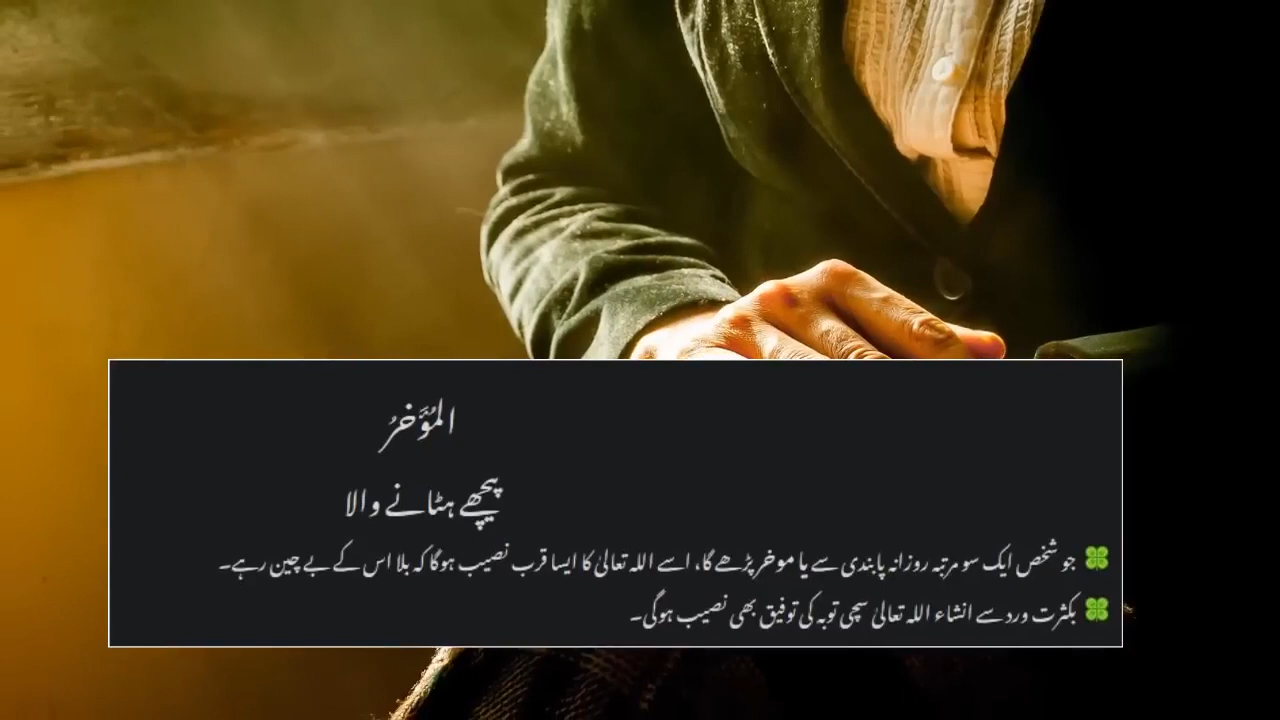 المُؤَخِّرُ
پیچھے ہٹانے والا
جو شخص ایک سو مرتبہ روزانہ پابندی سے یا موخر پڑھے گا، اسے اللہ تعالیٰ کا ایسا قرب نصیب ہوگا کہ بلا اس کے بے چین رہے۔
بکثرت ورد سے انشاء اللہ تعالیٰ سچی توبہ کی توفیق بھی نصیب ہوگی۔